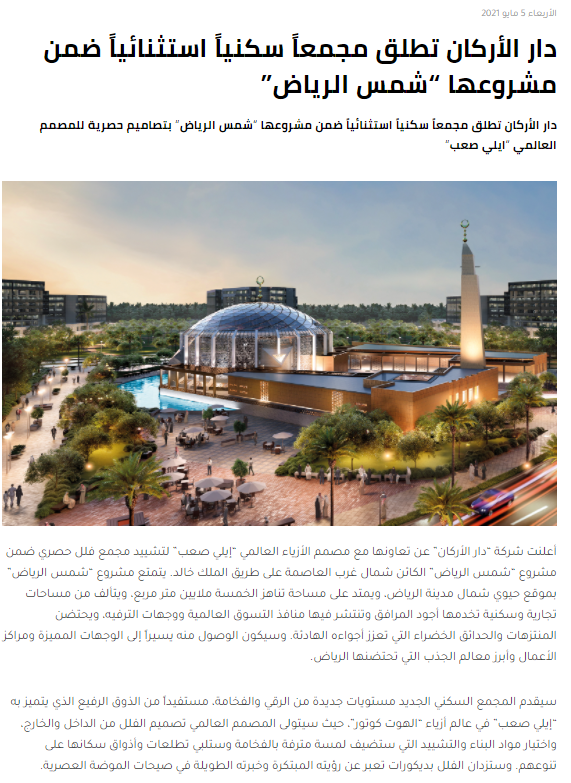 الأربعاء 5 مايو 2021
دار الأركان تطلق مجمعاً سكنياً استثنائياً ضمن
مشروعها “شمس الرياض”
دار الأركان تطلق مجمعاً سكنياً استثنائياً ضمن مشروعها “شمس الرياض” بتصاميم حصرية للمصمم
العالمي “ايلي صعب”
أعلنت شركة “دار الأركان” عن تعاونها مع مصمم الأزياء العالمي “إيلي صعب” لتشييد مجمع فلل حصري ضمن
مشروع “شمس الرياض” الكائن شمال غرب العاصمة على طريق الملك خالد. يتمتع مشروع “شمس الرياض”
بموقع حيوي شمال مدينة الرياض، ويمتد على مساحة تناهز الخمسة ملايين متر مربع، ويتألف من مساحات
تجارية وسكنية تخدمها أجود المرافق وتنتشر فيها منافذ التسوق العالمية ووجهات الترفيه، ويحتضن
المنتزهات والحدائق الخضراء التي تعزز أجواءه الهادئة. وسيكون الوصول منه يسيراً إلى الوجهات المميزة ومراكز
الأعمال وأبرز معالم الجذب التي تحتضنها الرياض.
سيقدم المجمع السكني الجديد مستويات جديدة من الرقي والفخامة، مستفيداً من الذوق الرفيع الذي يتميز به
“إيلي صعب” في عالم أزياء “الهوت كوتور”، حيث سيتولى المصمم العالمي تصميم الفلل من الداخل والخارج،
واختيار مواد البناء والتشييد التي ستضيف لمسة مترفة بالفخامة وستلبي تطلعات وأذواق سكانها على
تنوعهم. وستزدان الفلل بديكورات تعبر عن رؤيته المبتكرة وخبرته الطويلة في صيحات الموضة العصرية.